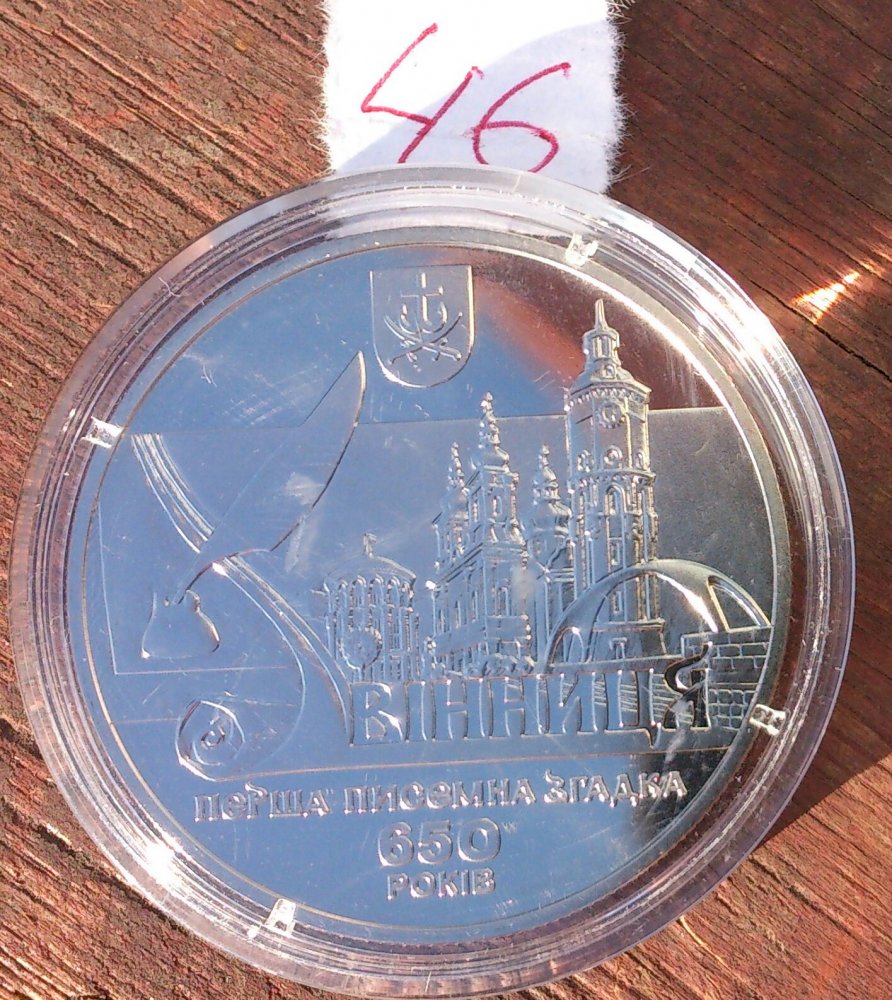 46
ВІННИЦЯ
ПЕРША ПИСЕМНА ЗГАДКА
650
РОКІВ